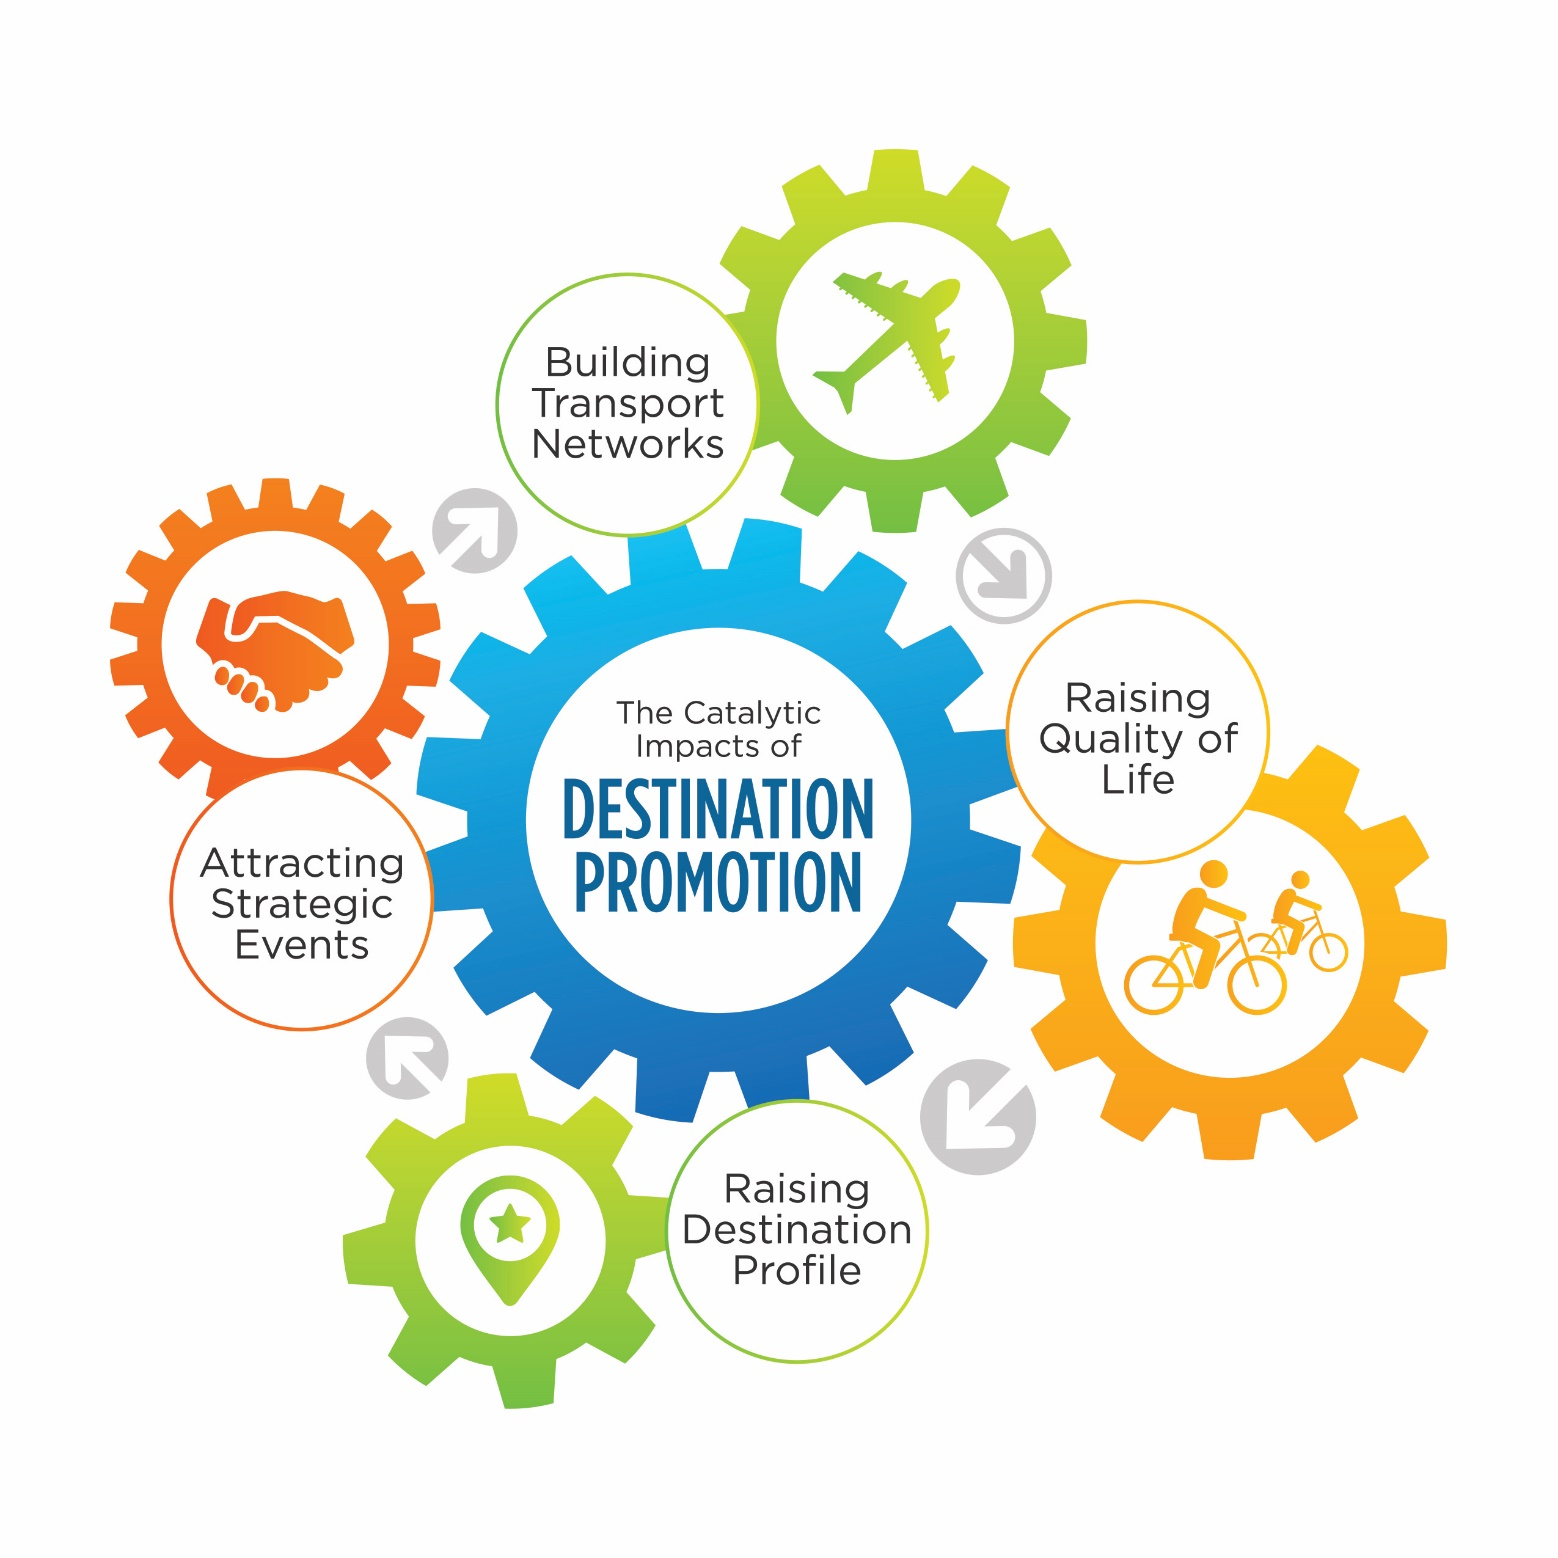 Building
Transport
Networks
The Catalytic
Impacts of
DESTINATION
PROMOTION
Raising
Quality of
Life
Attracting
Strategic
Events
Raising
Destination
Profile